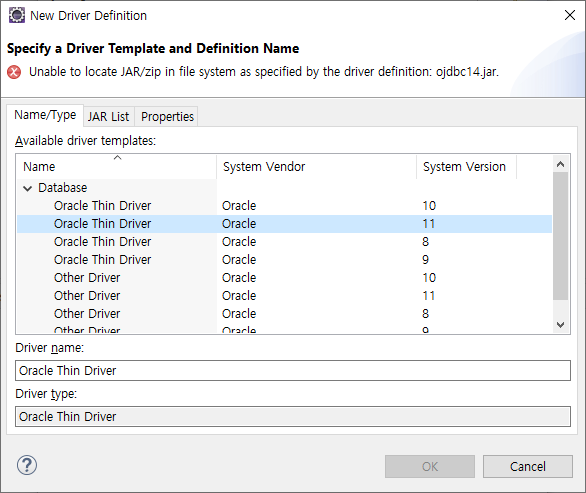 New Driver Definition
Specify a Driver Template and Definition Name
Unable to locate JAR/zip in file system as specified by the driver definition: ojdbc14.jar.
Name/Type JAR List Properties
Available driver templates:
Name System Vendor System Version
Database
Oracle Thin Driver Oracle 10
Oracle Thin Driver Oracle 11
Oracle Thin Driver Oracle 8
Oracle Thin Driver Oracle 9
Other Driver Oracle 10
Other Driver Oracle 11
Other Driver Oracle 8
Other Driver Oracle 9
Driver name:
Oracle Thin Driver
Driver type:
Oracle Thin Driver
?
OK Cancel